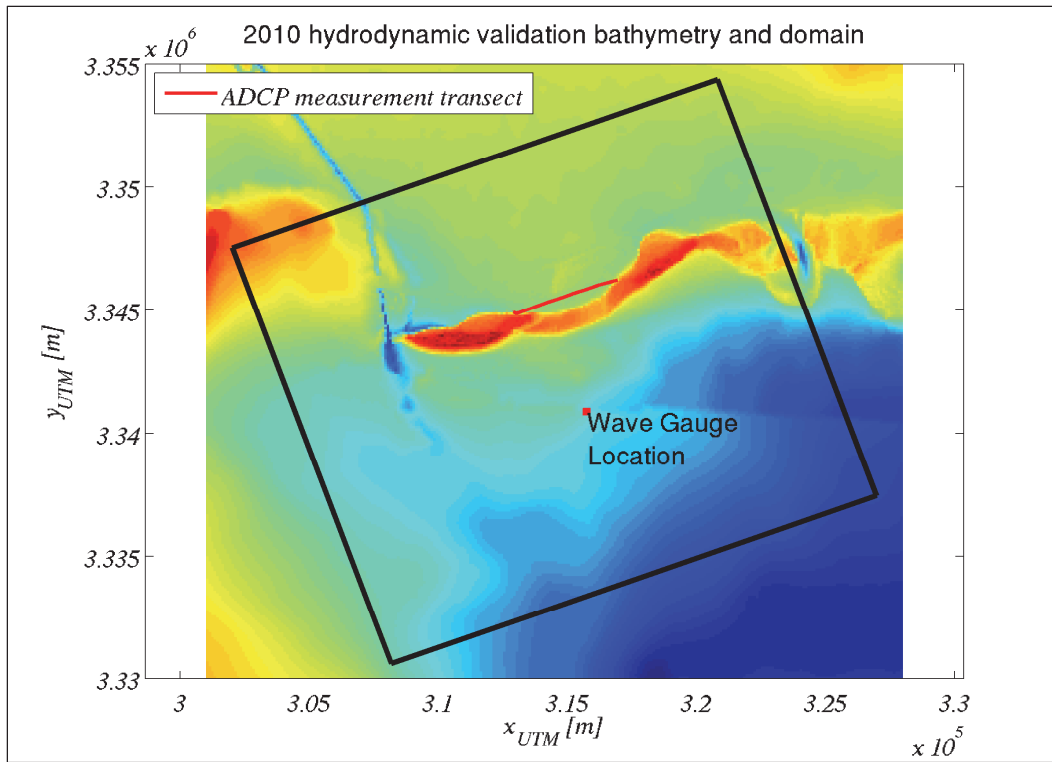 2010 hydrodynamic validation bathymetry and domain
x 10^6
3.355
ADCP measurement transect
3.35
3.345
y_UTM [m]
3.34
Wave Gauge
Location
3.335
3.33
3
3.05
3.1
3.15
3.2
3.25
3.3
x_UTM [m]
x 10^5